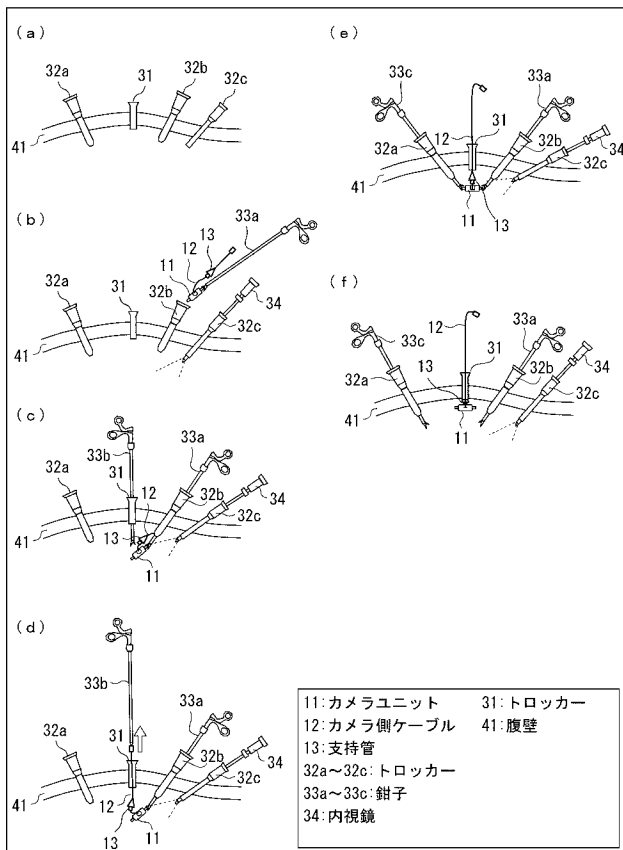 (a)
32a
31
32b
32c
41
(b)
33a
13
12
11
32a
31
32b
34
32c
41
(c)
33b
33a
31
12
32a
32b
34
32c
13
41
11
(d)
33b
33a
31
32a
32b
34
32c
41
12
13
11
(e)
33c
33a
31
12
32a
32b
34
32c
41
11
13
(f)
12
33a
33c
31
34
32a
32b
13
32c
41
11
11:カメラユニット 31:トロッカー
12:カメラ側ケーブル 41:腹壁
13:支持管
32a~32c:トロッカー
33a~33c:鉗子
34:内視鏡